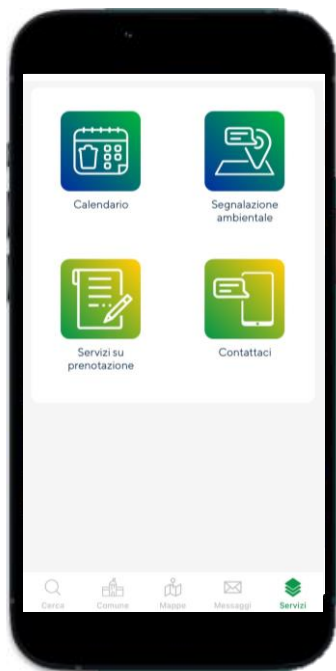 Calendario
Segnalazione
ambientale
Servizi su
prenotazione
Contattaci
Cerca
Comune
Mappe
Messaggi
Servizi